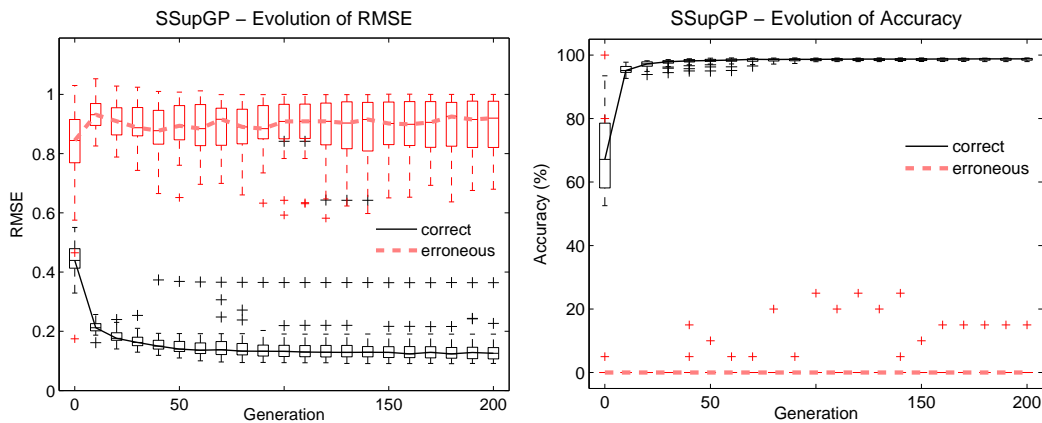 SSupGP – Evolution of RMSE
1
0.8
0.6
0.4
0.2
0
RMSE
correct
erroneous
0
50
100
150
200
Generation
SSupGP – Evolution of Accuracy
100
80
60
40
20
0
Accuracy (%)
correct
erroneous
0
50
100
150
200
Generation